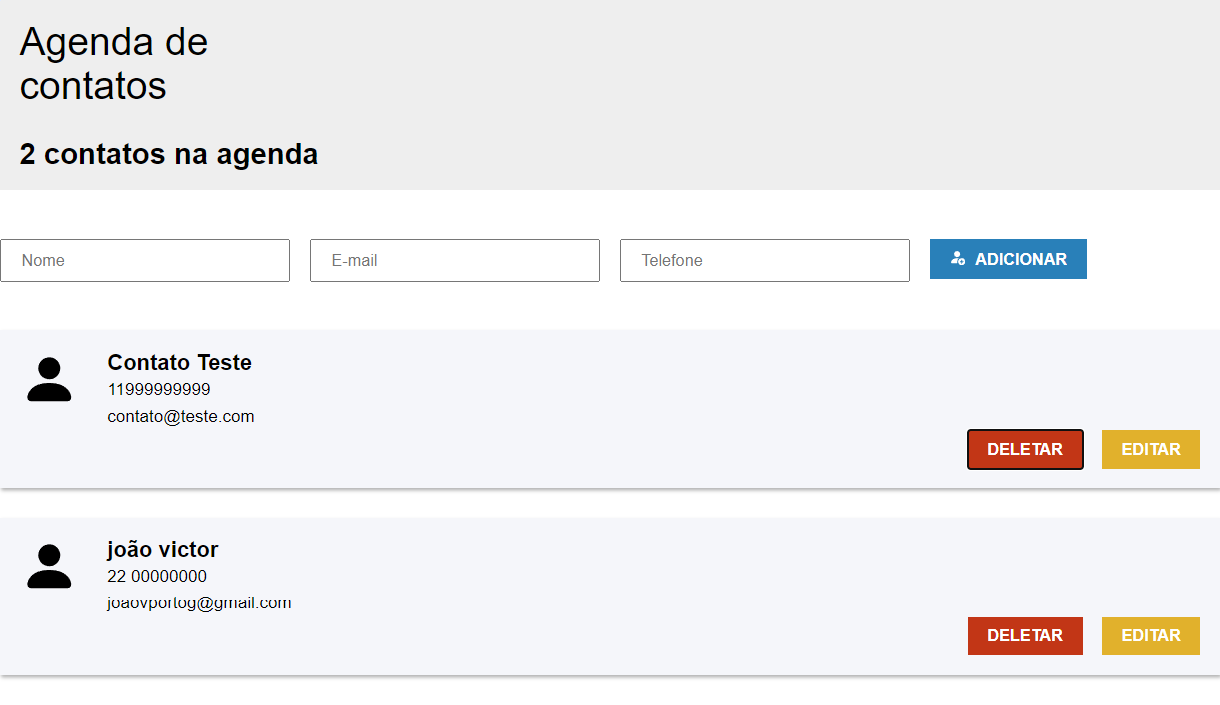 Agenda de
contatos
2 contatos na agenda
Nome
E-mail
Telefone
ADICIONAR
Contato Teste
11999999999
contato@teste.com
DELETAR
EDITAR
joão victor
22 00000000
joaovportog@gmail.com
DELETAR
EDITAR